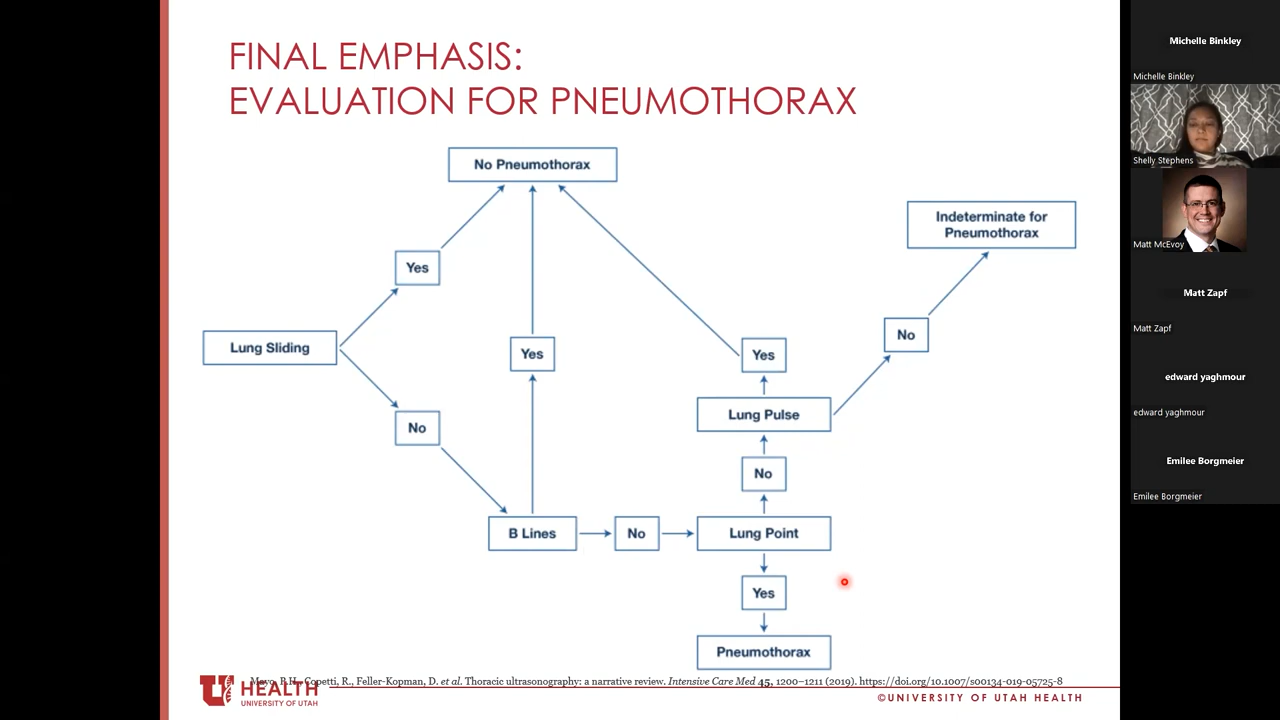 FINAL EMPHASIS:
EVALUATION FOR PNEUMOTHORAX
No Pneumothorax
Indeterminate for
Pneumothorax
Yes
No
Lung Sliding
Yes
Yes
Lung Pulse
No
No
B Lines
No
Lung Point
Yes
Pneumothorax
Mayo, P.H., Copetti, R., Feller-Kopman, D. et al. Thoracic ultrasonography: a narrative review. Intensive Care Med 45, 1200–1211 (2019). https://doi.org/10.1007/s00134-019-05725-8
U HEALTH
UNIVERSITY OF UTAH
©UNIVERSITY OF UTAH HEALTH
Michelle Binkley
Michelle Binkley
Shelly Stephens
Matt McEvoy
Matt Zapf
Matt Zapf
edward yaghmour
edward yaghmour
Emilee Borgmeier
Emilee Borgmeier